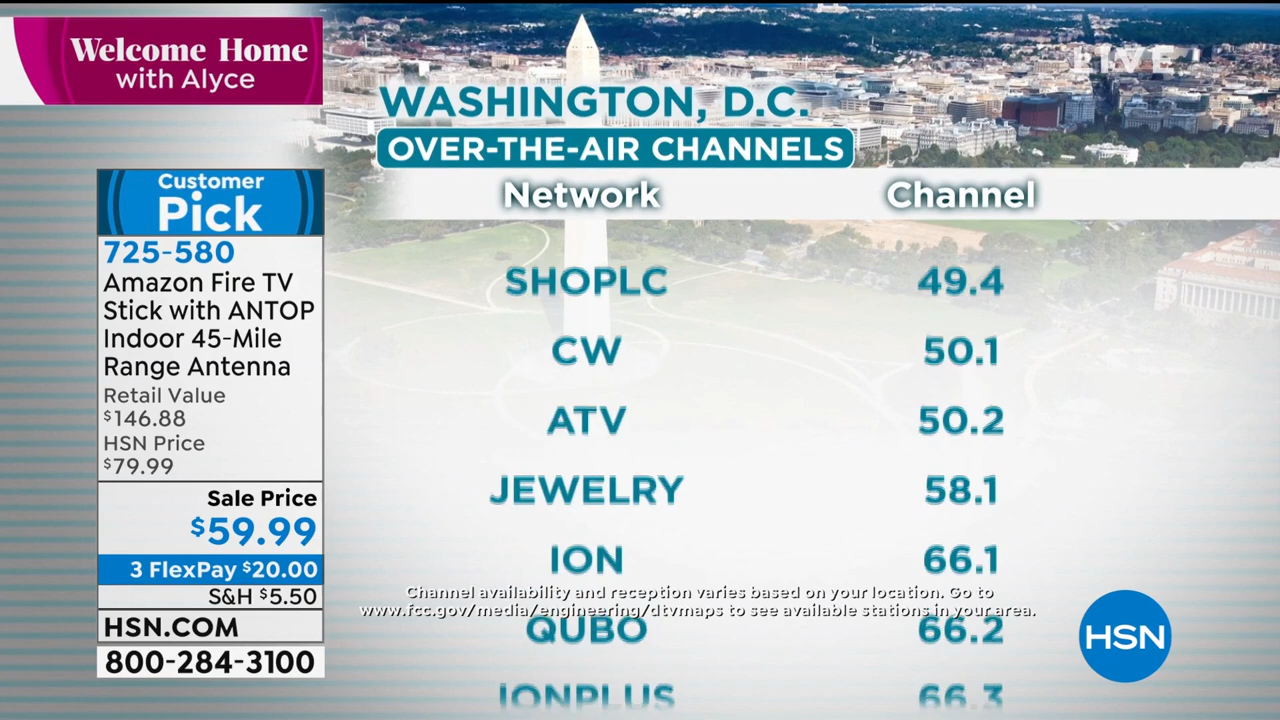 Welcome Home
with Alyce
LIVE
WASHINGTON, D.C.
OVER-THE-AIR CHANNELS
Network Channel
SHOPLC 49.4
CW 50.1
ATV 50.2
JEWELRY 58.1
ION 66.1
Channel availability and reception varies based on your location. Go to
www.fcc.gov/media/engineering/dtvmaps to see available stations in your area.
QUBO 66.2
IONPLUS 66.3
Customer
Pick
725-580
Amazon Fire TV
Stick with ANTOP
Indoor 45-Mile
Range Antenna
Retail Value
$146.88
HSN Price
$79.99
Sale Price
$59.99
3 FlexPay $20.00
S&H $5.50
HSN.COM
800-284-3100
HSN